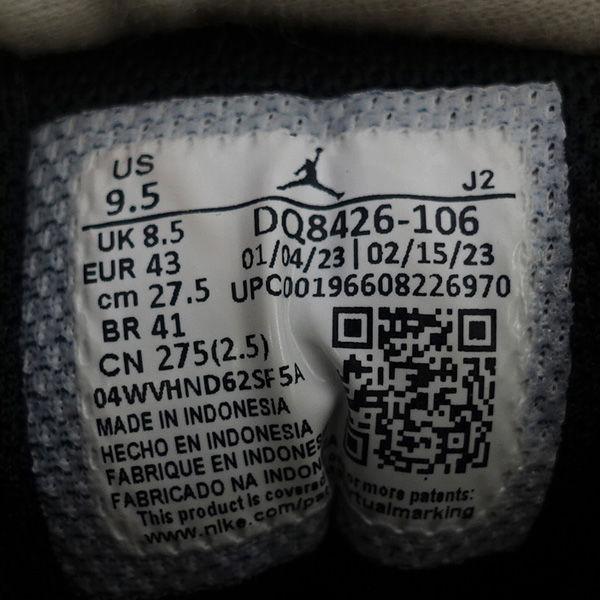 US
9.5
J2
UK 8.5
DQ8426-106
EUR 43
01/04/23 | 02/15/23
cm 27.5
UPC00196608226970
BR 41
CN 275(2.5)
04WVHND62SF5A
MADE IN INDONESIA
HECHO EN INDONESIA
FABRIQUE EN INDONES
FABRICADO NA INDON
This product is covere
or more patents:
www.nike.com/pat
rtualmarking